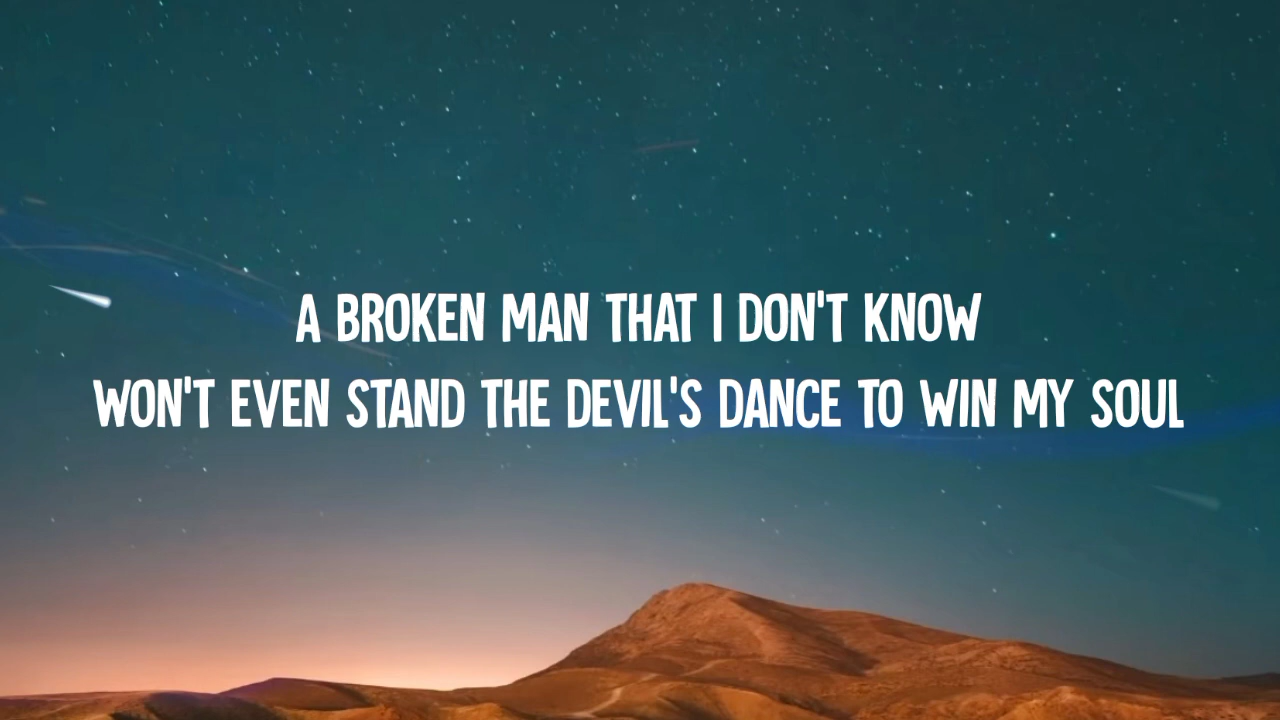 A BROKEN MAN THAT I DON'T KNOW
WON'T EVEN STAND THE DEVIL'S DANCE TO WIN MY SOUL